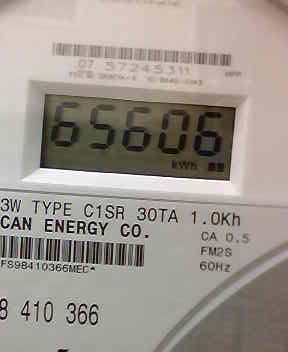 07 57245311
65606
kWh
3W TYPE C1SR 30TA 1.0Kh
CAN ENERGY CO.
CA 0.5
FM2S
60Hz
FS98410366MEC*
8 410 366